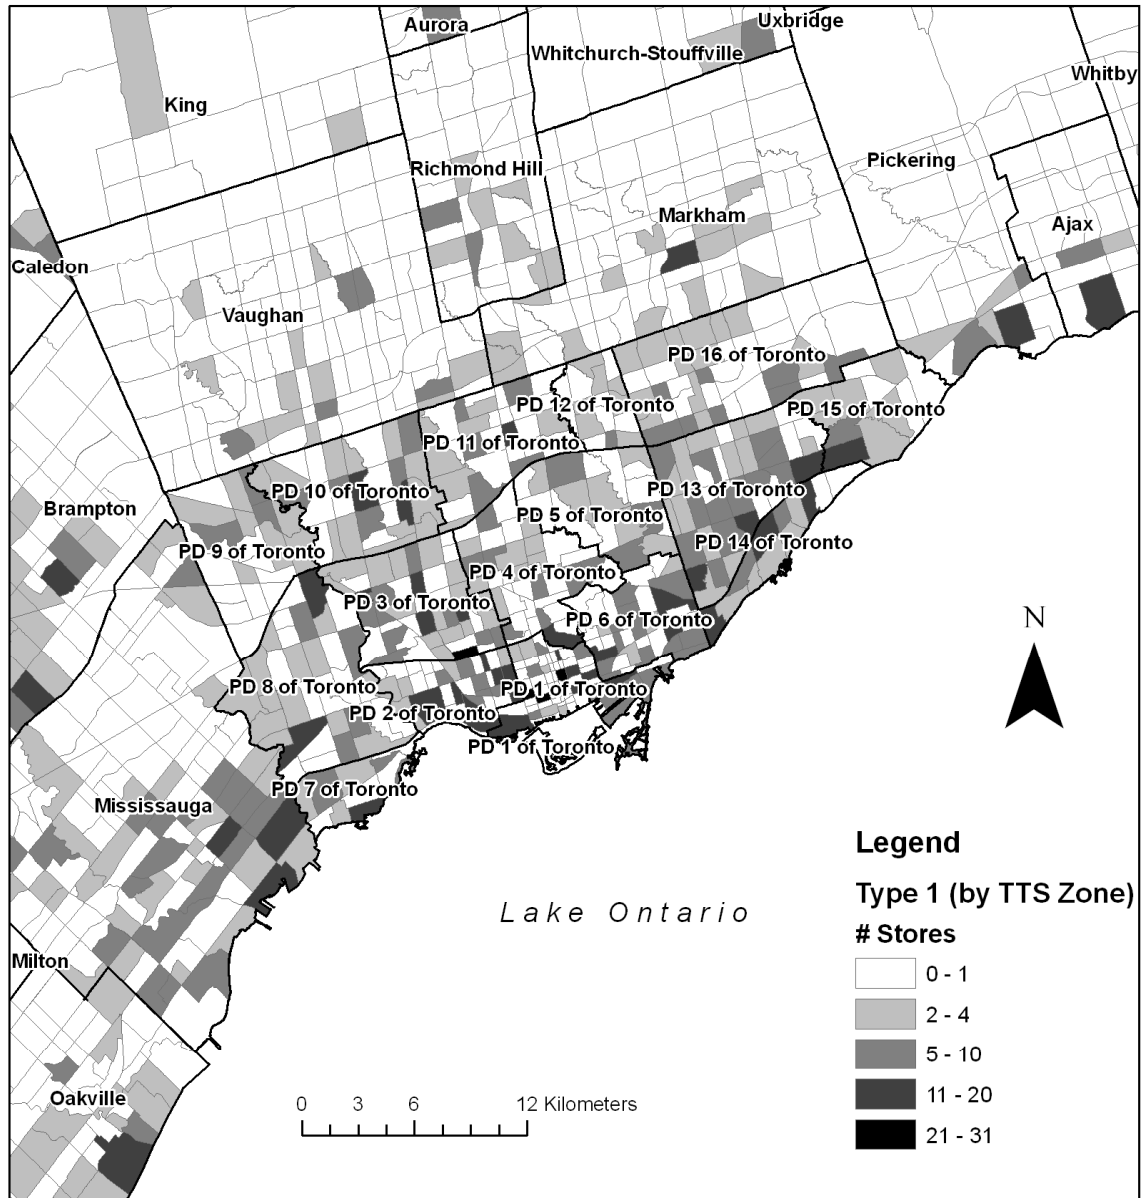 Aurora
Uxbridge
Whitchurch-Stouffville
Whitby
King
Pickering
Richmond Hill
Markham
Ajax
Caledon
Vaughan
PD 16 of Toronto
PD 12 of Toronto
PD 15 of Toronto
PD 11 of Toronto
PD 10 of Toronto
PD 13 of Toronto
Brampton
PD 5 of Toronto
PD 9 of Toronto
PD 14 of Toronto
PD 4 of Toronto
PD 3 of Toronto
PD 6 of Toronto
N
PD 8 of Toronto
PD 1 of Toronto
PD 2 of Toronto
PD 1 of Toronto
PD 7 of Toronto
Mississauga
Lake Ontario
Milton
Oakville
0 3 6 12 Kilometers
Legend
Type 1 (by TTS Zone)
# Stores
0 - 1
2 - 4
5 - 10
11 - 20
21 - 31